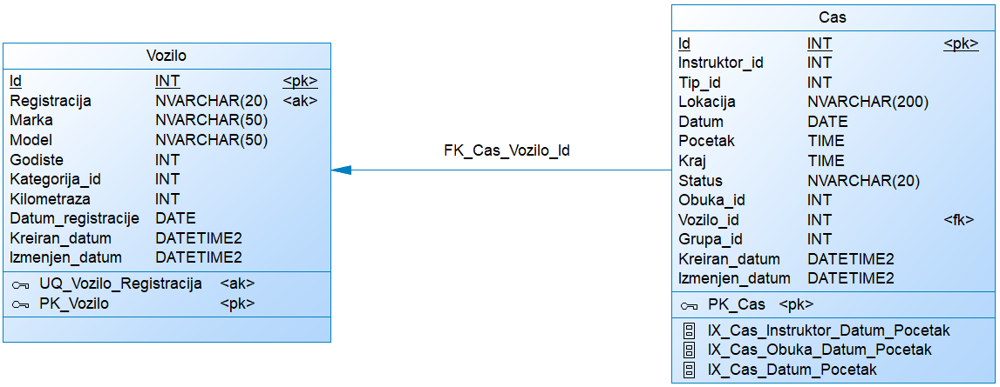 Vozilo
Id INT <pk>
Registracija NVARCHAR(20) <ak>
Marka NVARCHAR(50)
Model NVARCHAR(50)
Godiste INT
Kategorija_id INT
Kilometraza INT
Datum_registracije DATE
Kreiran_datum DATETIME2
Izmenjen_datum DATETIME2
UQ_Vozilo_Registracija <ak>
PK_Vozilo <pk>
FK_Cas_Vozilo_Id
Cas
Id INT <pk>
Instruktor_id INT
Tip_id INT
Lokacija NVARCHAR(200)
Datum DATE
Pocetak TIME
Kraj TIME
Status NVARCHAR(20)
Obuka_id INT
Vozilo_id INT <fk>
Grupa_id INT
Kreiran_datum DATETIME2
Izmenjen_datum DATETIME2
PK_Cas <pk>
IX_Cas_Instruktor_Datum_Pocetak
IX_Cas_Obuka_Datum_Pocetak
IX_Cas_Datum_Pocetak